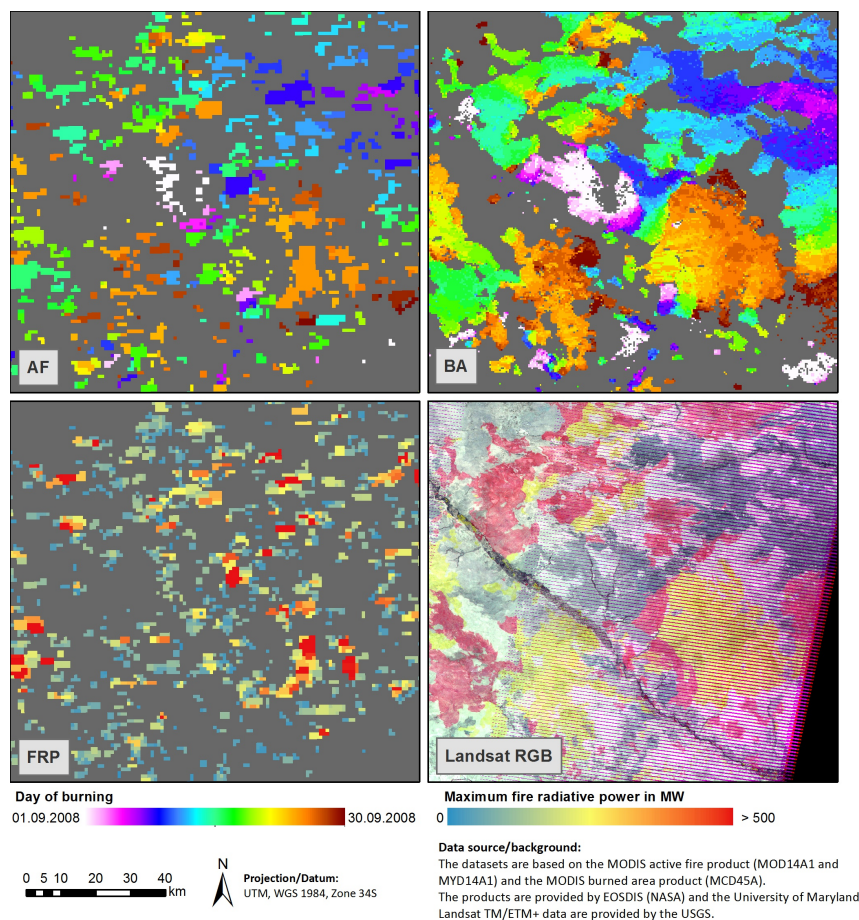 AF
BA
FRP
Landsat RGB
Day of burning
01.09.2008
30.09.2008
Maximum fire radiative power in MW
0
> 500
0 5 10 20 30 40
km
N
Projection/Datum:
UTM, WGS 1984, Zone 34S
Data source/background:
The datasets are based on the MODIS active fire product (MOD14A1 and
MYD14A1) and the MODIS burned area product (MCD45A).
The products are provided by EOSDIS (NASA) and the University of Maryland
Landsat TM/ETM+ data are provided by the USGS.